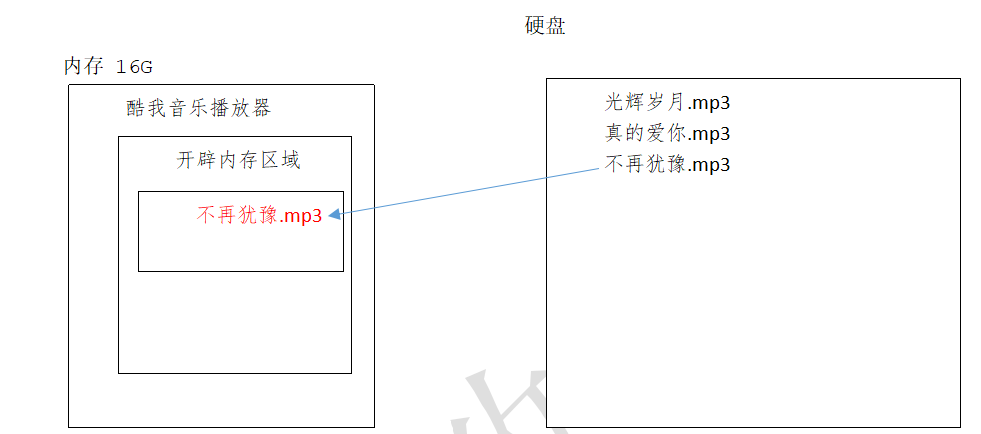 硬盘
内存 16G
酷我音乐播放器
开辟内存区域
不再犹豫.mp3
光辉岁月.mp3
真的爱你.mp3
不再犹豫.mp3